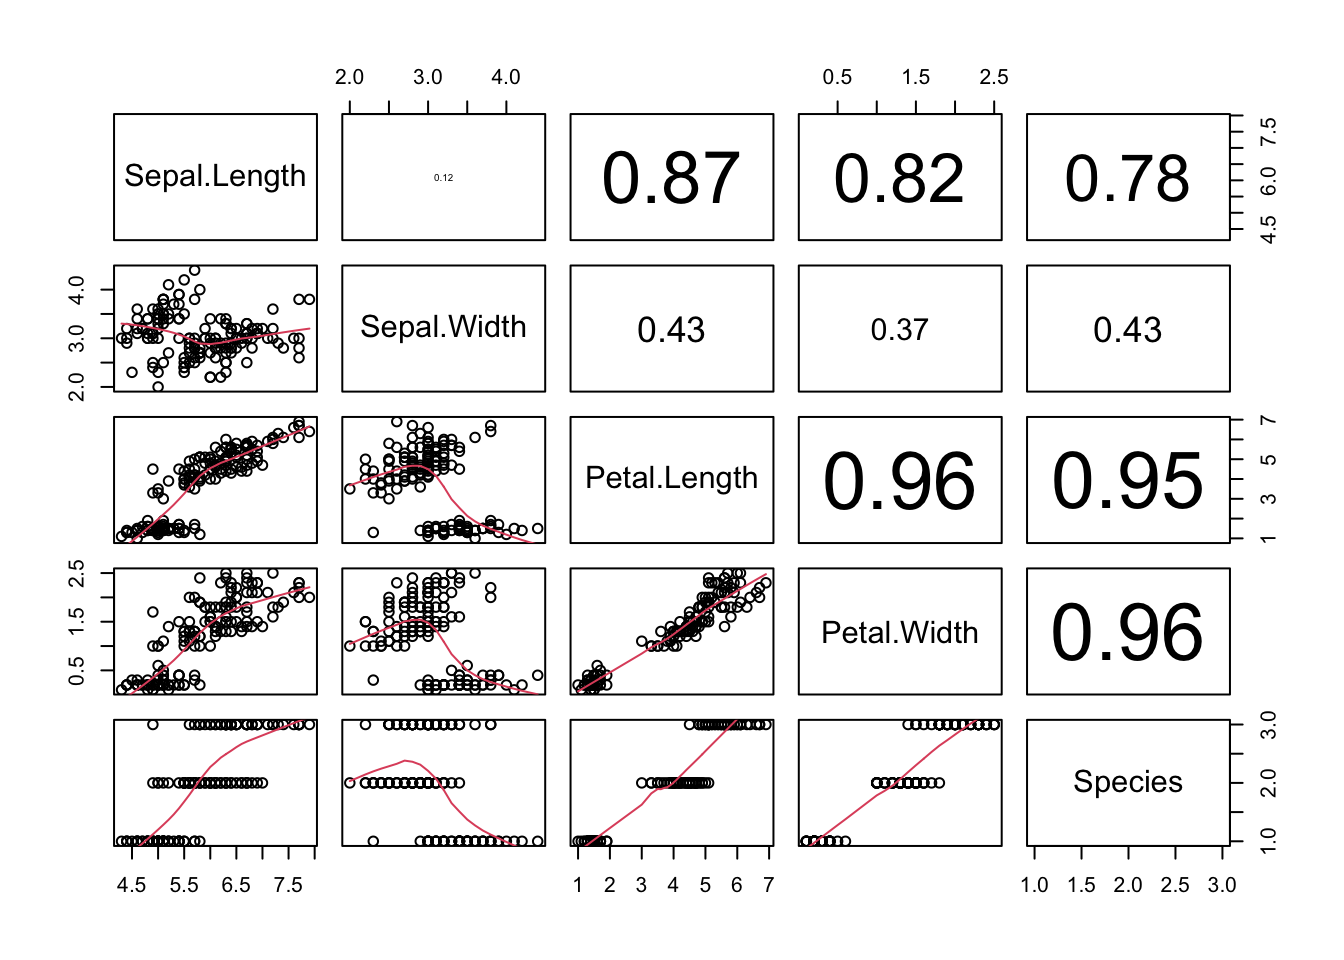 2.0 3.0 4.0 0.5 1.5 2.5
Sepal.Length 0.12 0.87 0.82 0.78 4.5 6.0 7.5
2.0 3.0 4.0 Sepal.Width 0.43 0.37 0.43
Petal.Length 0.96 0.95 1 3 5 7
0.5 1.5 2.5 Petal.Width 0.96
Species 1.0 2.0 3.0
4.5 5.5 6.5 7.5 1 2 3 4 5 6 7 1.0 1.5 2.0 2.5 3.0